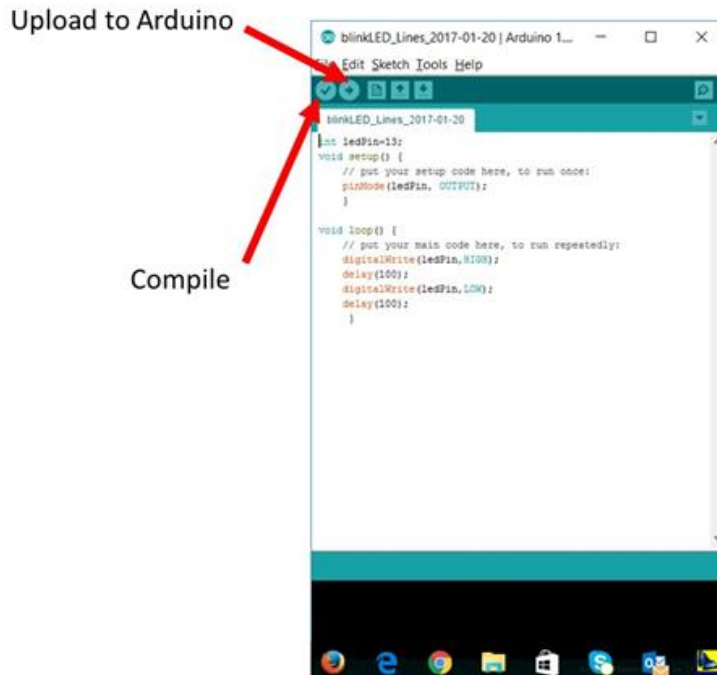 Upload to Arduino
blinkLED_Lines_2017-01-20 | Arduino 1...
File Edit Sketch Tools Help
blinkLED_Lines_2017-01-20
int ledPin=13;
void setup() {
// put your setup code here, to run once:
pinMode(ledPin, OUTPUT);
}
void loop() {
// put your main code here, to run repeatedly:
digitalWrite(ledPin,HIGH);
delay(100);
digitalWrite(ledPin,LOW);
delay(100);
}
Compile